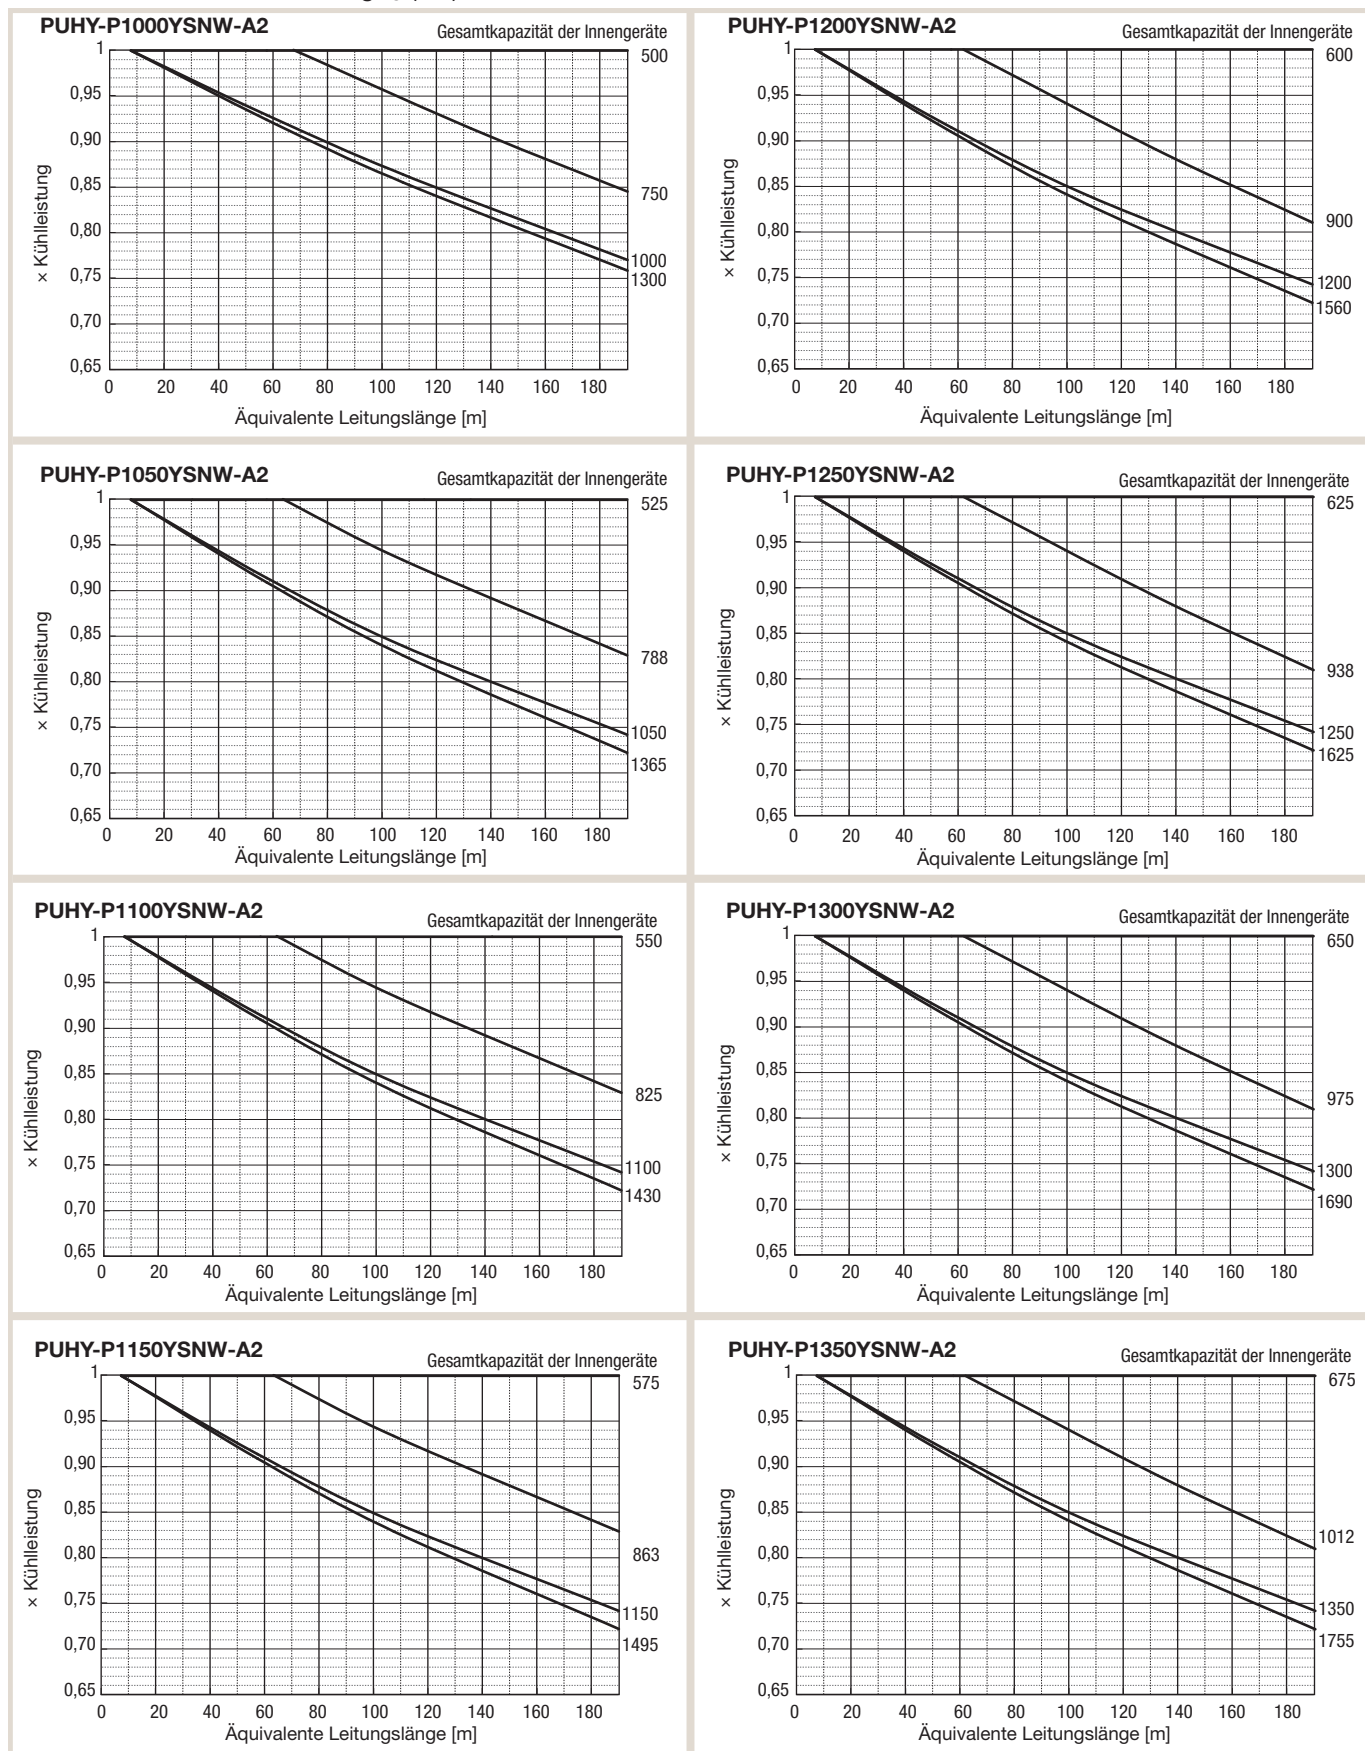 PUHY-P1000YSNW-A2
Gesamtkapazität der Innengeräte
1
0,95
0,90
0,85
0,80
0,75
0,70
0,65
× Kühlleistung
500
750
1000
1300
0 20 40 60 80 100 120 140 160 180
Äquivalente Leitungslänge [m]
PUHY-P1200YSNW-A2
Gesamtkapazität der Innengeräte
1
0,95
0,90
0,85
0,80
0,75
0,70
0,65
× Kühlleistung
600
900
1200
1560
0 20 40 60 80 100 120 140 160 180
Äquivalente Leitungslänge [m]
PUHY-P1050YSNW-A2
Gesamtkapazität der Innengeräte
1
0,95
0,90
0,85
0,80
0,75
0,70
0,65
× Kühlleistung
525
788
1050
1365
0 20 40 60 80 100 120 140 160 180
Äquivalente Leitungslänge [m]
PUHY-P1250YSNW-A2
Gesamtkapazität der Innengeräte
1
0,95
0,90
0,85
0,80
0,75
0,70
0,65
× Kühlleistung
625
938
1250
1625
0 20 40 60 80 100 120 140 160 180
Äquivalente Leitungslänge [m]
PUHY-P1100YSNW-A2
Gesamtkapazität der Innengeräte
1
0,95
0,90
0,85
0,80
0,75
0,70
0,65
× Kühlleistung
550
825
1100
1430
0 20 40 60 80 100 120 140 160 180
Äquivalente Leitungslänge [m]
PUHY-P1300YSNW-A2
Gesamtkapazität der Innengeräte
1
0,95
0,90
0,85
0,80
0,75
0,70
0,65
× Kühlleistung
650
975
1300
1690
0 20 40 60 80 100 120 140 160 180
Äquivalente Leitungslänge [m]
PUHY-P1150YSNW-A2
Gesamtkapazität der Innengeräte
1
0,95
0,90
0,85
0,80
0,75
0,70
0,65
× Kühlleistung
575
863
1150
1495
0 20 40 60 80 100 120 140 160 180
Äquivalente Leitungslänge [m]
PUHY-P1350YSNW-A2
Gesamtkapazität der Innengeräte
1
0,95
0,90
0,85
0,80
0,75
0,70
0,65
× Kühlleistung
675
1012
1350
1755
0 20 40 60 80 100 120 140 160 180
Äquivalente Leitungslänge [m]